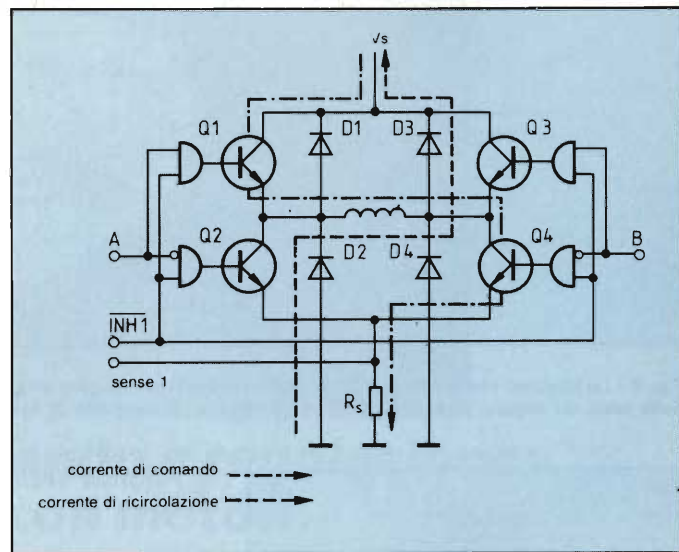 Vs
D1
D3
Q1
Q3
A
Q2
D2
D4
Q4
B
INH1
sense 1
Rs
corrente di comando
corrente di ricircolazione